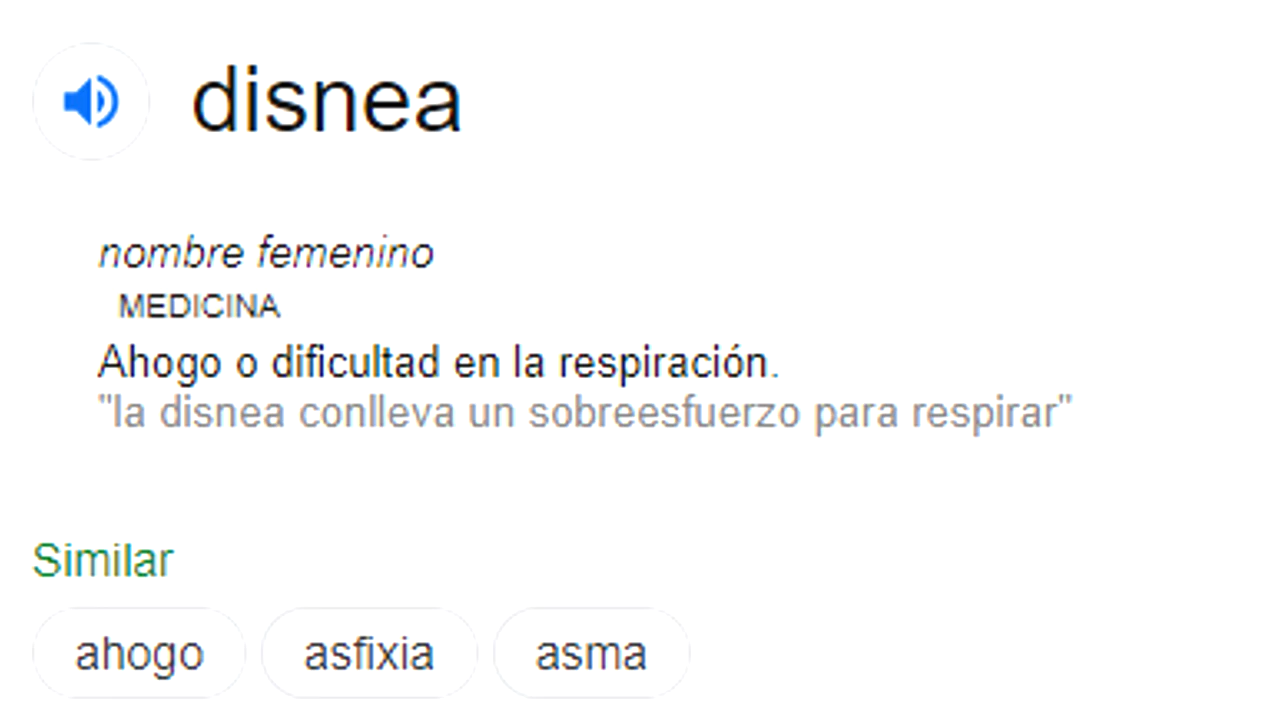 disnea
nombre femenino
MEDICINA
Ahogo o dificultad en la respiración.
"la disnea conlleva un sobreesfuerzo para respirar"
Similar
ahogo asfixia asma